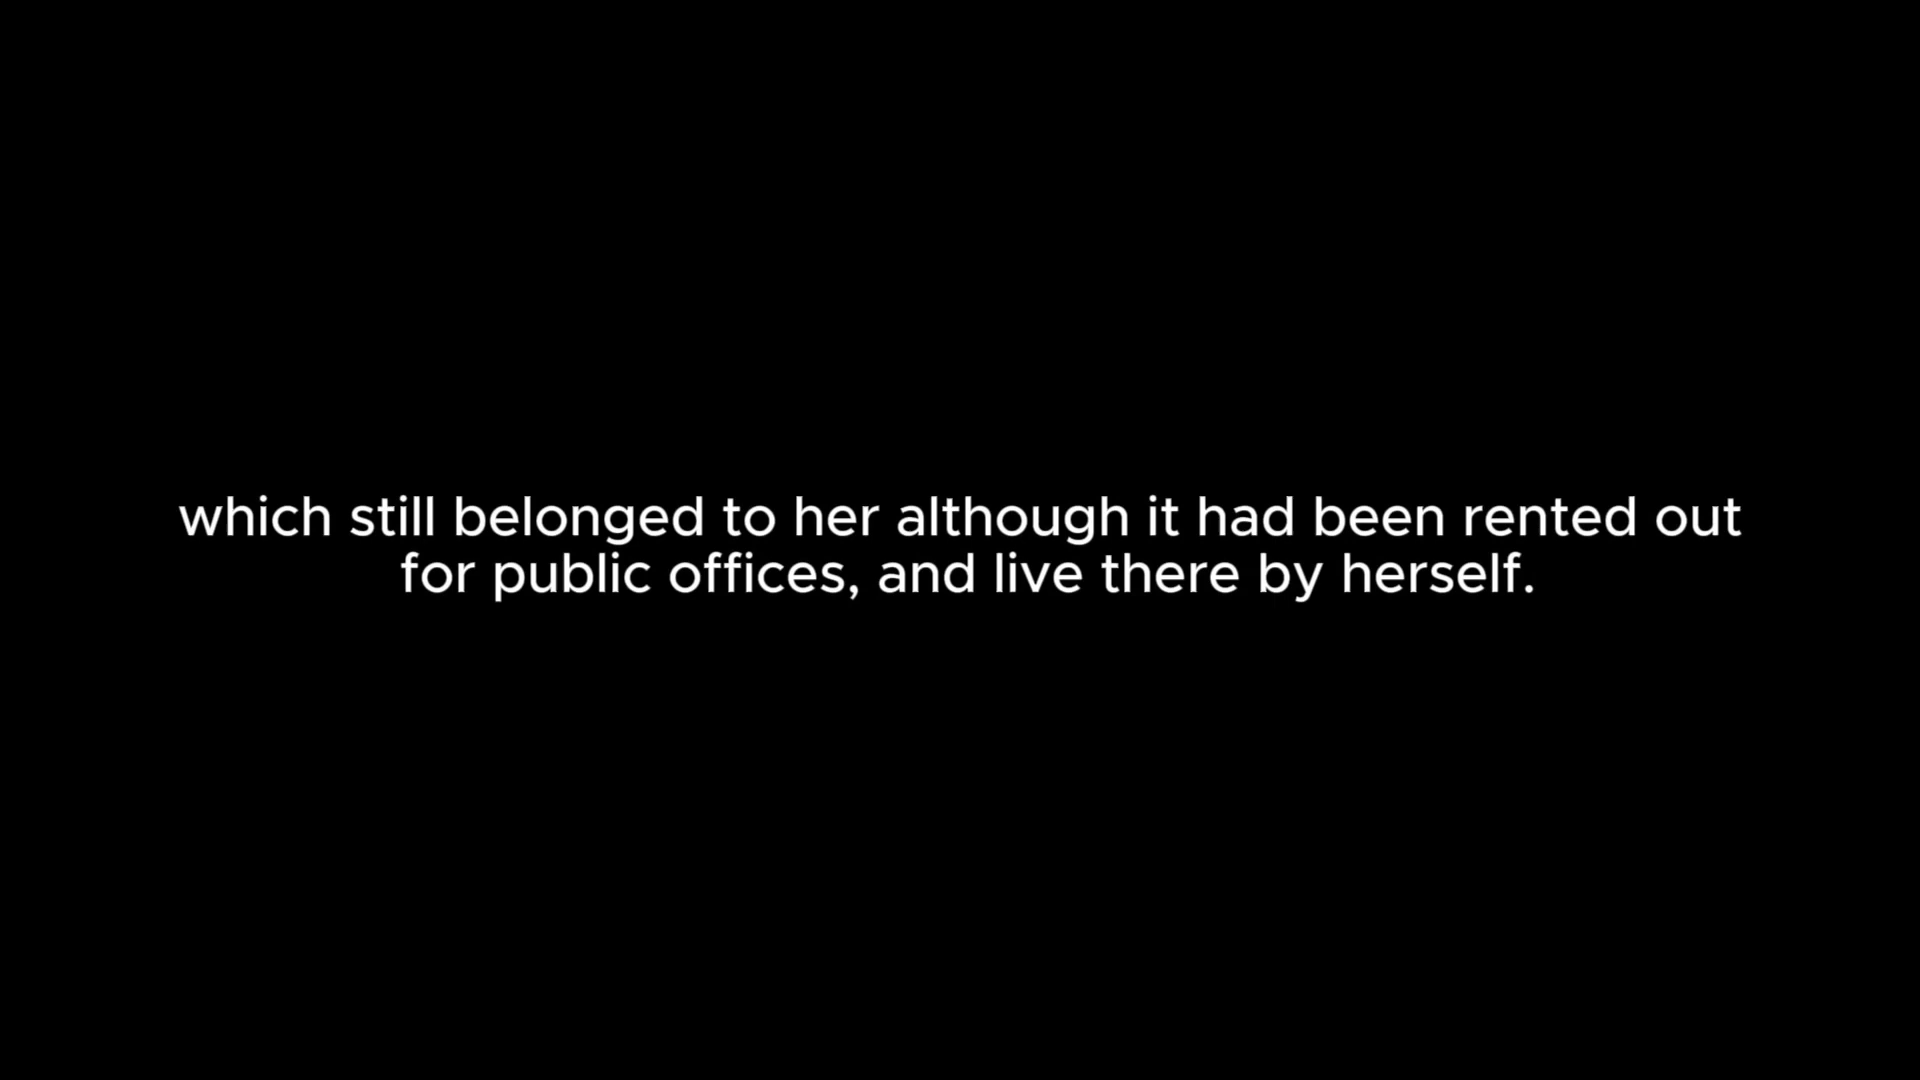 which still belonged to her although it had been rented out
for public offices, and live there by herself.